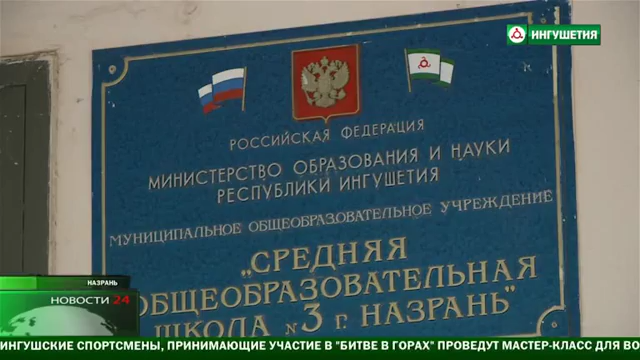 ИНГУШЕТИЯ
РОССИЙСКАЯ ФЕДЕРАЦИЯ
МИНИСТЕРСТВО ОБРАЗОВАНИЯ И НАУКИ
РЕСПУБЛИКИ ИНГУШЕТИЯ
МУНИЦИПАЛЬНОЕ ОБЩЕОБРАЗОВАТЕЛЬНОЕ УЧРЕЖДЕНИЕ
„СРЕДНЯЯ
ОБЩЕОБРАЗОВАТЕЛЬНАЯ
ШКОЛА №3 Г. НАЗРАНЬ"
НАЗРАНЬ
НОВОСТИ 24
ИНГУШСКИЕ СПОРТСМЕНЫ, ПРИНИМАЮЩИЕ УЧАСТИЕ В "БИТВЕ В ГОРАХ" ПРОВЕДУТ МАСТЕР-КЛАСС ДЛЯ ВО